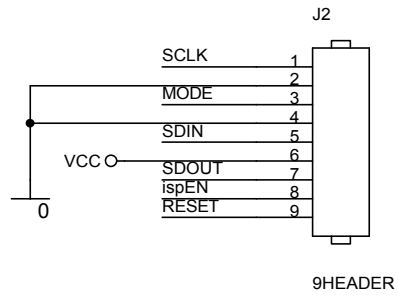 J2
SCLK 1
2
MODE 3
4
SDIN 5
VCC 6
SDOUT 7
ispEN 8
RESET 9
0
9HEADER